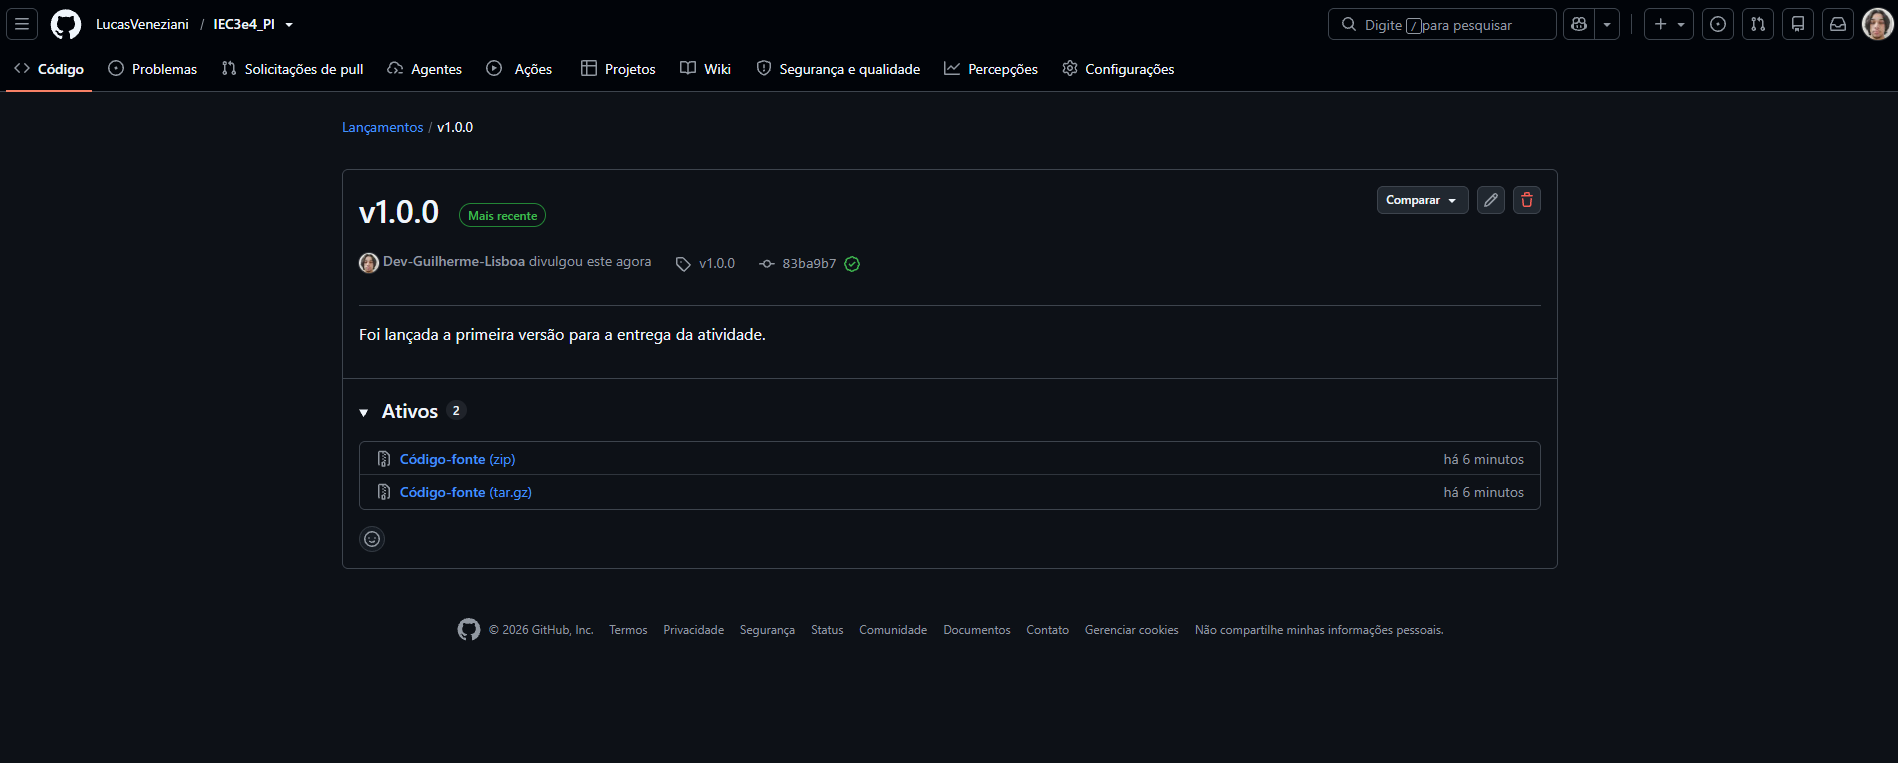 LucasVeneziani / IEC3e4_PI
Digite / para pesquisar
Código Problemas Solicitações de pull Agentes Ações Projetos Wiki Segurança e qualidade Percepções Configurações
Lançamentos / v1.0.0
v1.0.0 Mais recente
Comparar
Dev-Guilherme-Lisboa divulgou este agora v1.0.0 83ba9b7
Foi lançada a primeira versão para a entrega da atividade.
Ativos 2
Código-fonte (zip) há 6 minutos
Código-fonte (tar.gz) há 6 minutos
© 2026 GitHub, Inc. Termos Privacidade Segurança Status Comunidade Documentos Contato Gerenciar cookies Não compartilhe minhas informações pessoais.